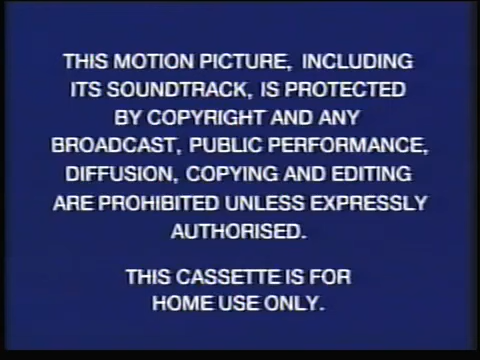 THIS MOTION PICTURE, INCLUDING
ITS SOUNDTRACK, IS PROTECTED
BY COPYRIGHT AND ANY
BROADCAST, PUBLIC PERFORMANCE,
DIFFUSION, COPYING AND EDITING
ARE PROHIBITED UNLESS EXPRESSLY
AUTHORISED.
THIS CASSETTE IS FOR
HOME USE ONLY.